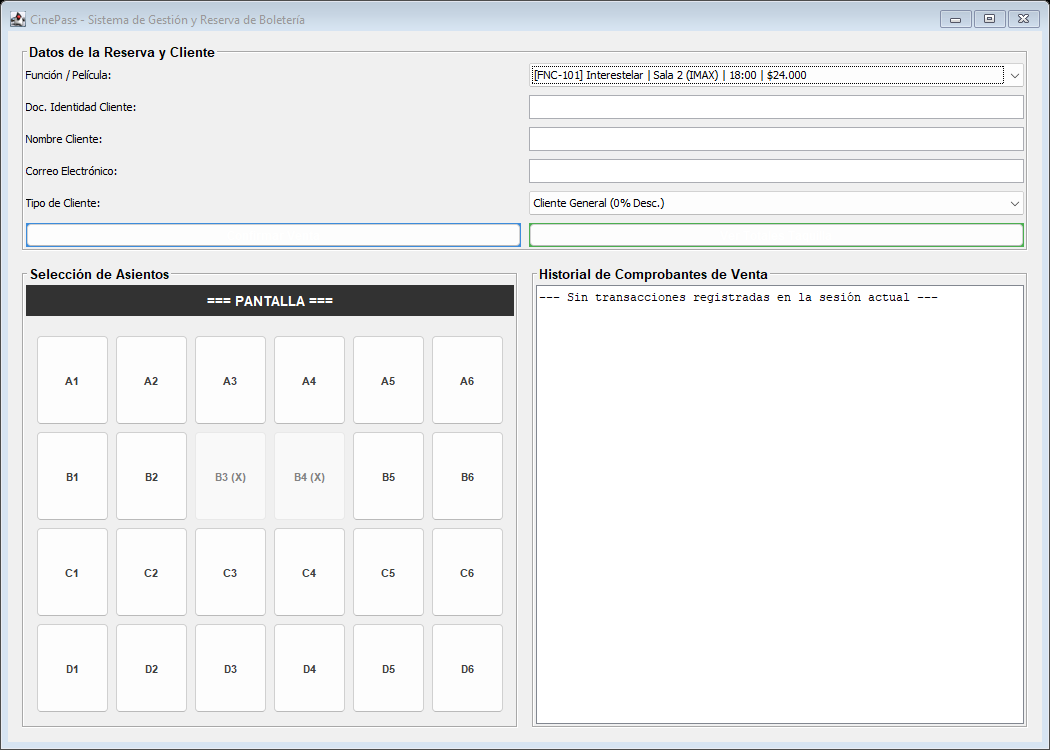 CinePass - Sistema de Gestión y Reserva de Boletería
Datos de la Reserva y Cliente
Función / Película:
[FNC-101] Interestelar | Sala 2 (IMAX) | 18:00 | $24.000
Doc. Identidad Cliente:
Nombre Cliente:
Correo Electrónico:
Tipo de Cliente:
Cliente General (0% Desc.)
Selección de Asientos
=== PANTALLA ===
A1 A2 A3 A4 A5 A6
B1 B2 B3 (X) B4 (X) B5 B6
C1 C2 C3 C4 C5 C6
D1 D2 D3 D4 D5 D6
Historial de Comprobantes de Venta
--- Sin transacciones registradas en la sesión actual ---